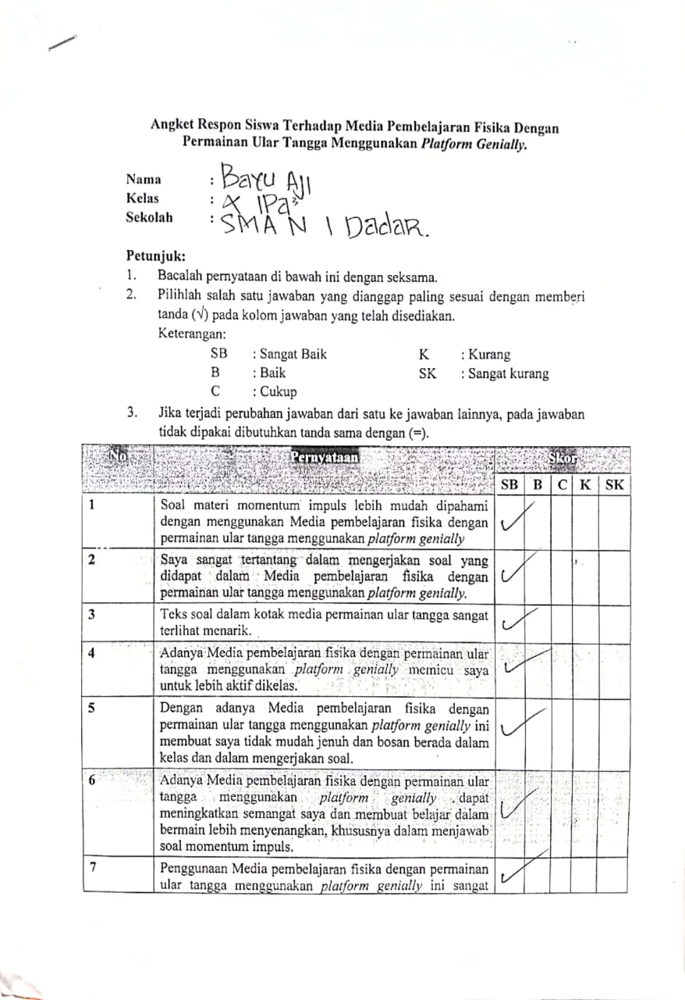 Angket Respon Siswa Terhadap Media Pembelajaran Fisika Dengan
Permainan Ular Tangga Menggunakan Platform Genially.
Nama : Bayu Aji
Kelas : X IPa3
Sekolah : SMA N 1 Dadar.
Petunjuk:
1. Bacalah pernyataan di bawah ini dengan seksama.
2. Pilihlah salah satu jawaban yang dianggap paling sesuai dengan memberi
tanda (√) pada kolom jawaban yang telah disediakan.
Keterangan:
SB : Sangat Baik K : Kurang
B : Baik SK : Sangat kurang
C : Cukup
3. Jika terjadi perubahan jawaban dari satu ke jawaban lainnya, pada jawaban
tidak dipakai dibutuhkan tanda sama dengan (=).
No Pernyataan Skor
SB B C K SK
1 Soal materi momentum impuls lebih mudah dipahami
dengan menggunakan Media pembelajaran fisika dengan
permainan ular tangga menggunakan platform genially
2 Saya sangat tertantang dalam mengerjakan soal yang
didapat dalam Media pembelajaran fisika dengan
permainan ular tangga menggunakan platform genially.
3 Teks soal dalam kotak media permainan ular tangga sangat
terlihat menarik.
4 Adanya Media pembelajaran fisika dengan permainan ular
tangga menggunakan platform genially memicu saya
untuk lebih aktif dikelas.
5 Dengan adanya Media pembelajaran fisika dengan
permainan ular tangga menggunakan platform genially ini
membuat saya tidak mudah jenuh dan bosan berada dalam
kelas dan dalam mengerjakan soal.
6 Adanya Media pembelajaran fisika dengan permainan ular
tangga menggunakan platform genially dapat
meningkatkan semangat saya dan membuat belajar dalam
bermain lebih menyenangkan, khususnya dalam menjawab
soal momentum impuls.
7 Penggunaan Media pembelajaran fisika dengan permainan
ular tangga menggunakan platform genially ini sangat